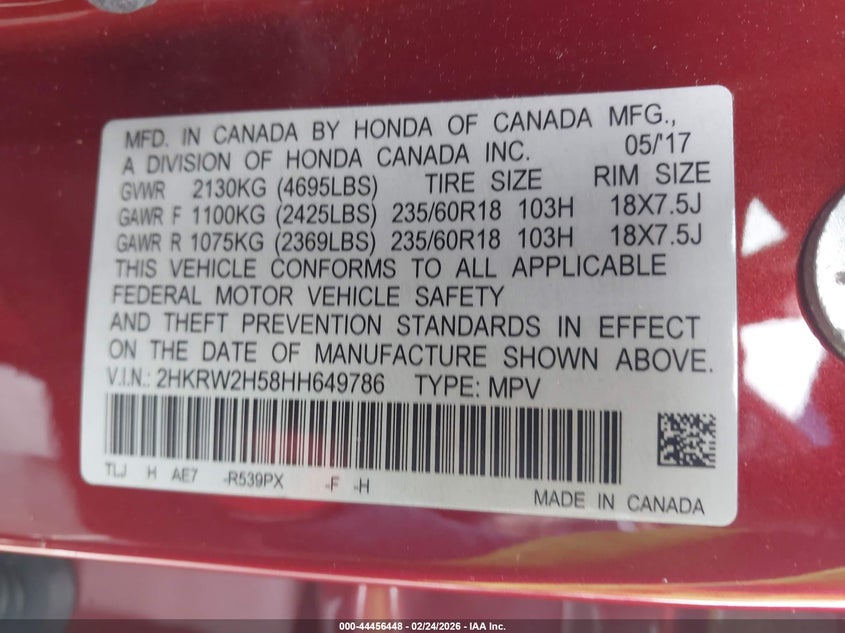 MFD. IN CANADA BY HONDA OF CANADA MFG.,
A DIVISION OF HONDA CANADA INC. 05/'17
GVWR 2130KG (4695LBS) TIRE SIZE RIM SIZE
GAWR F 1100KG (2425LBS) 235/60R18 103H 18X7.5J
GAWR R 1075KG (2369LBS) 235/60R18 103H 18X7.5J
THIS VEHICLE CONFORMS TO ALL APPLICABLE
FEDERAL MOTOR VEHICLE SAFETY
AND THEFT PREVENTION STANDARDS IN EFFECT
ON THE DATE OF MANUFACTURE SHOWN ABOVE.
V.I.N.: 2HKRW2H58HH649786 TYPE: MPV
TLJ H AE7 -R539PX -F -H
MADE IN CANADA
000-44456448 - 02/24/2026 - IAA Inc.